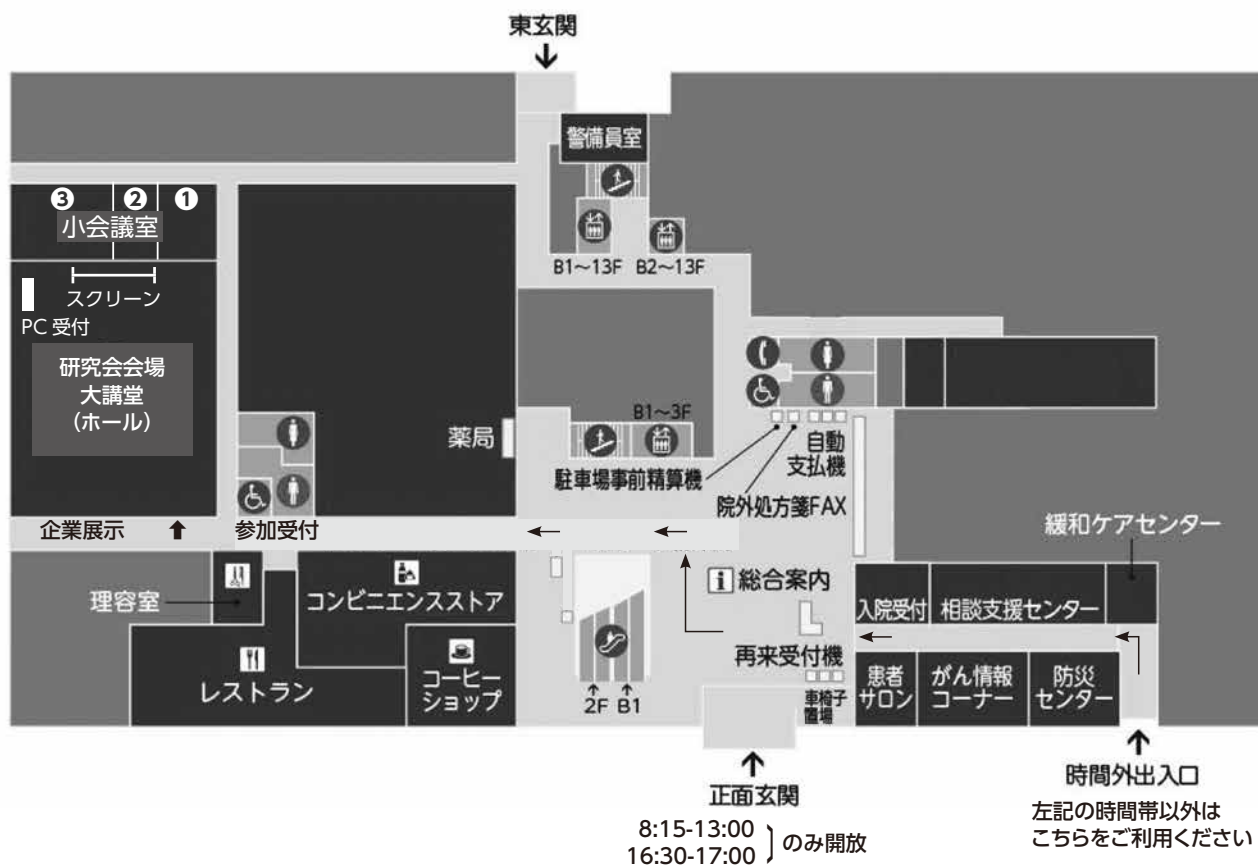 東玄関
警備員室
❸ ❷ ❶
小会議室
B1〜13F B2〜13F
スクリーン
PC 受付
研究会会場
大講堂
(ホール)
B1〜3F
薬局
自動
支払機
駐車場事前精算機
院外処方箋FAX
企業展示
参加受付
緩和ケアセンター
i 総合案内
理容室
コンビニエンスストア
入院受付
相談支援センター
再来受付機
レストラン
コーヒー
ショップ
2F B1
車椅子
置場
患者
サロン
がん情報
コーナー
防災
センター
正面玄関
8:15-13:00
16:30-17:00
のみ開放
時間外出入口
左記の時間帯以外は
こちらをご利用ください